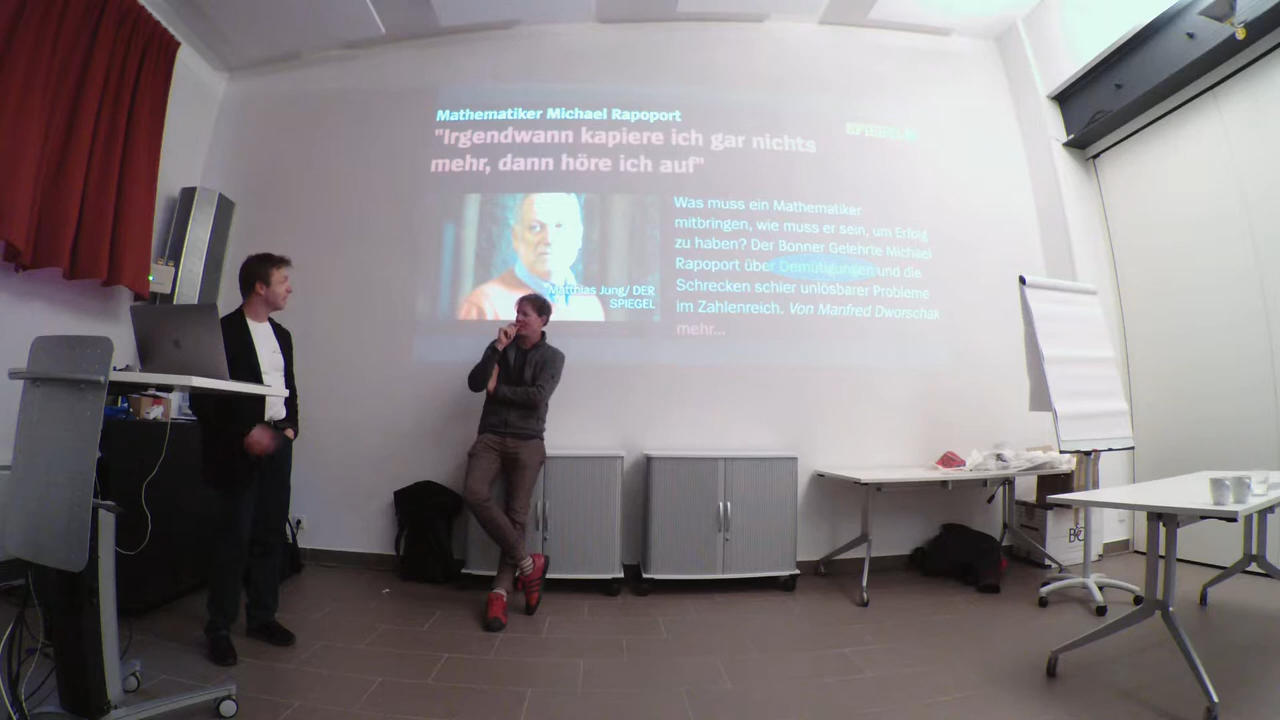 Mathematiker Michael Rapoport
"Irgendwann kapiere ich gar nichts
mehr, dann höre ich auf"
SPIEGEL
Matthias Jung/ DER
SPIEGEL
Was muss ein Mathematiker
mitbringen, wie muss er sein, um Erfolg
zu haben? Der Bonner Gelehrte Michael
Rapoport über Demütigungen und die
Schrecken schier unlösbarer Probleme
im Zahlenreich. Von Manfred Dworschak
mehr...